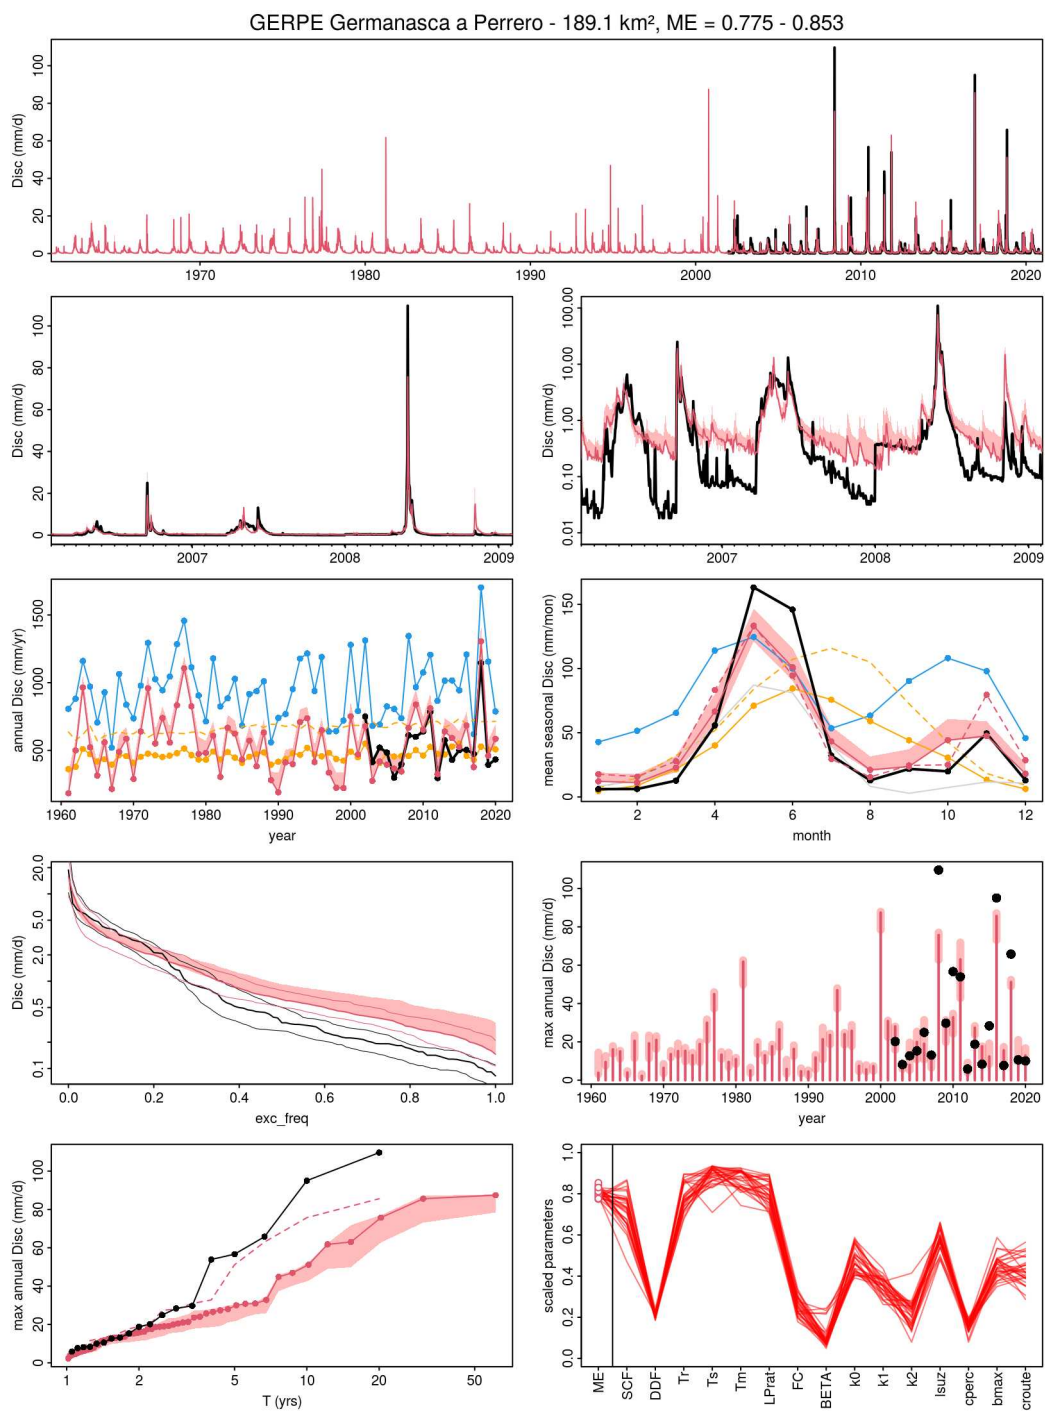 GERPE Germanasca a Perrero - 189.1 km², ME = 0.775 - 0.853
Disc (mm/d)
0 20 40 60 80 100
1970 1980 1990 2000 2010 2020
Disc (mm/d)
0 20 40 60 80 100
2007 2008 2009
Disc (mm/d)
0.01 0.10 1.00 10.00 100.00
2007 2008 2009
annual Disc (mm/yr)
500 1000 1500
1960 1970 1980 1990 2000 2010 2020
year
mean seasonal Disc (mm/mon)
0 50 100 150
2 4 6 8 10 12
month
Disc (mm/d)
0.1 0.5 2.0 5.0 20.0
0.0 0.2 0.4 0.6 0.8 1.0
exc_freq
max annual Disc (mm/d)
0 20 40 60 80 100
1960 1970 1980 1990 2000 2010 2020
year
max annual Disc (mm/d)
0 20 40 60 80 100
1 2 5 10 20 50
T (yrs)
scaled parameters
0.0 0.2 0.4 0.6 0.8 1.0
ME SCF DDF Tr Ts Tm LPrat FC BETA k0 k1 k2 lsuz cperc bmax croute